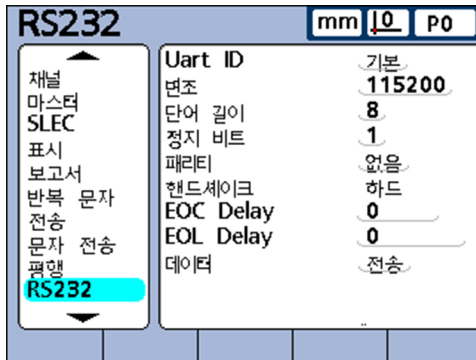 RS232
mm 0 P0
채널
마스터
SLEC
표시
보고서
반복 문자
전송
문자 전송
평행
RS232
Uart ID 기본
변조 115200
단어 길이 8
정지 비트 1
패리티 없음
핸드셰이크 하드
EOC Delay 0
EOL Delay 0
데이터 전송